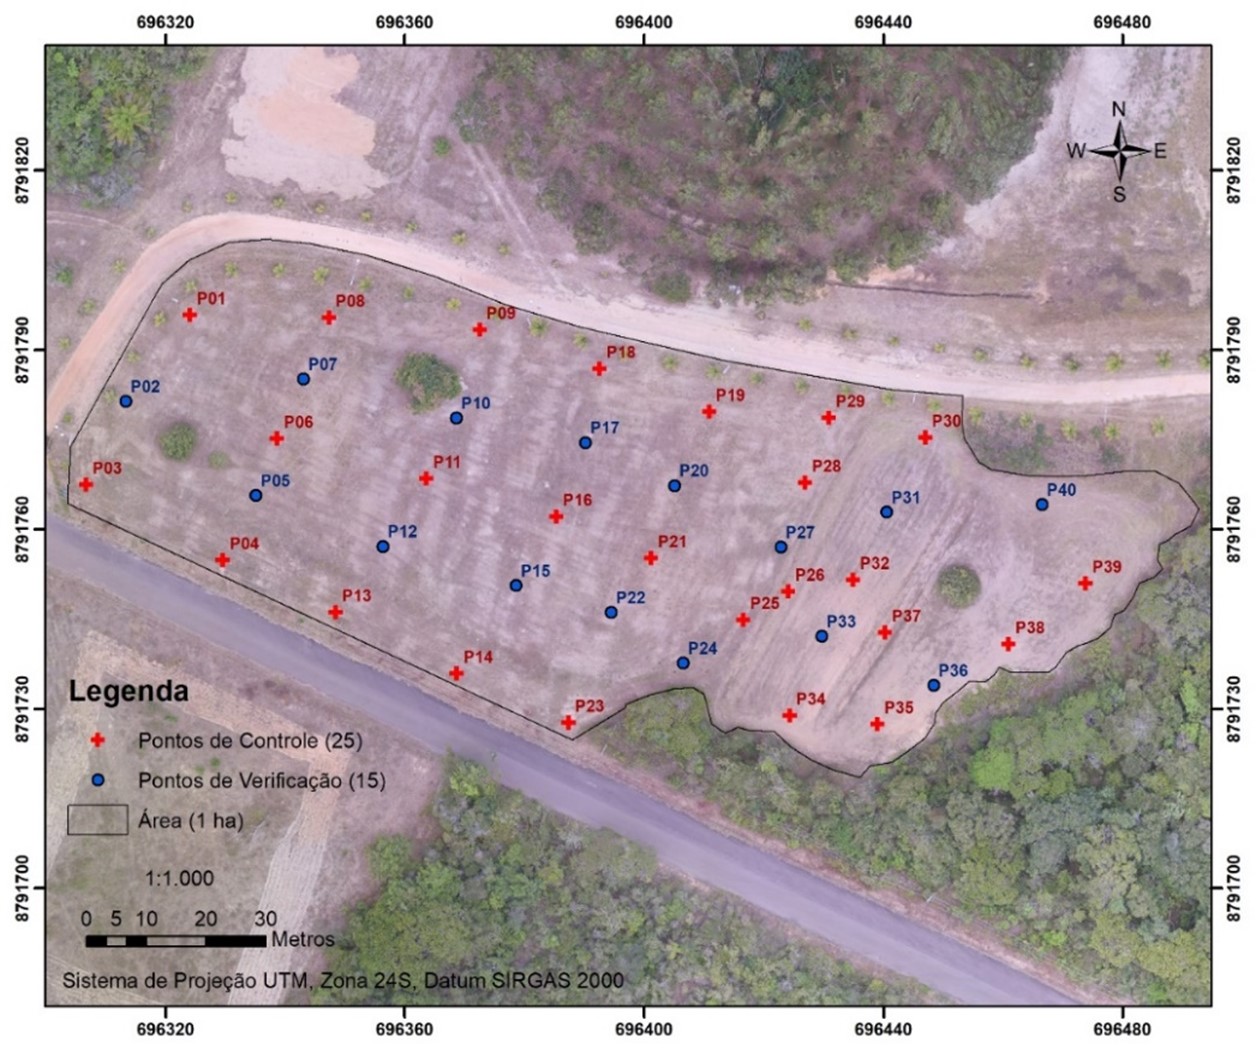 696320 696360 696400 696440 696480
8791820 8791820
N
W E
S
P01 P08
P09
8791790 8791790
P18
P07
P02
P19
P29
P10
P06
P17
P30
P11
P03
P28
P20
P05
P40
P16
P31
8791760 8791760
P12
P04
P27
P21
P15
P39
P32
P26
P13
P22
P25
P37
P33
P38
P24
P14
P36
Legenda
P34
P23
P35
8791730 8791730
Pontos de Controle (25)
Pontos de Verificação (15)
Área (1 ha)
1:1.000
8791700 8791700
0 5 10 20 30
Metros
Sistema de Projeção UTM, Zona 24S, Datum SIRGAS 2000
696320 696360 696400 696440 696480